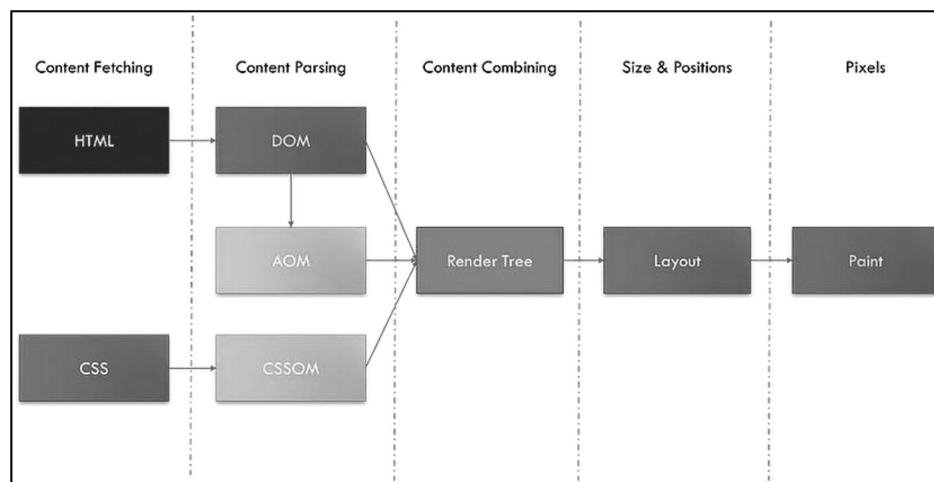 Content Fetching
Content Parsing
Content Combining
Size & Positions
Pixels
HTML
DOM
AOM
Render Tree
Layout
Paint
CSS
CSSOM